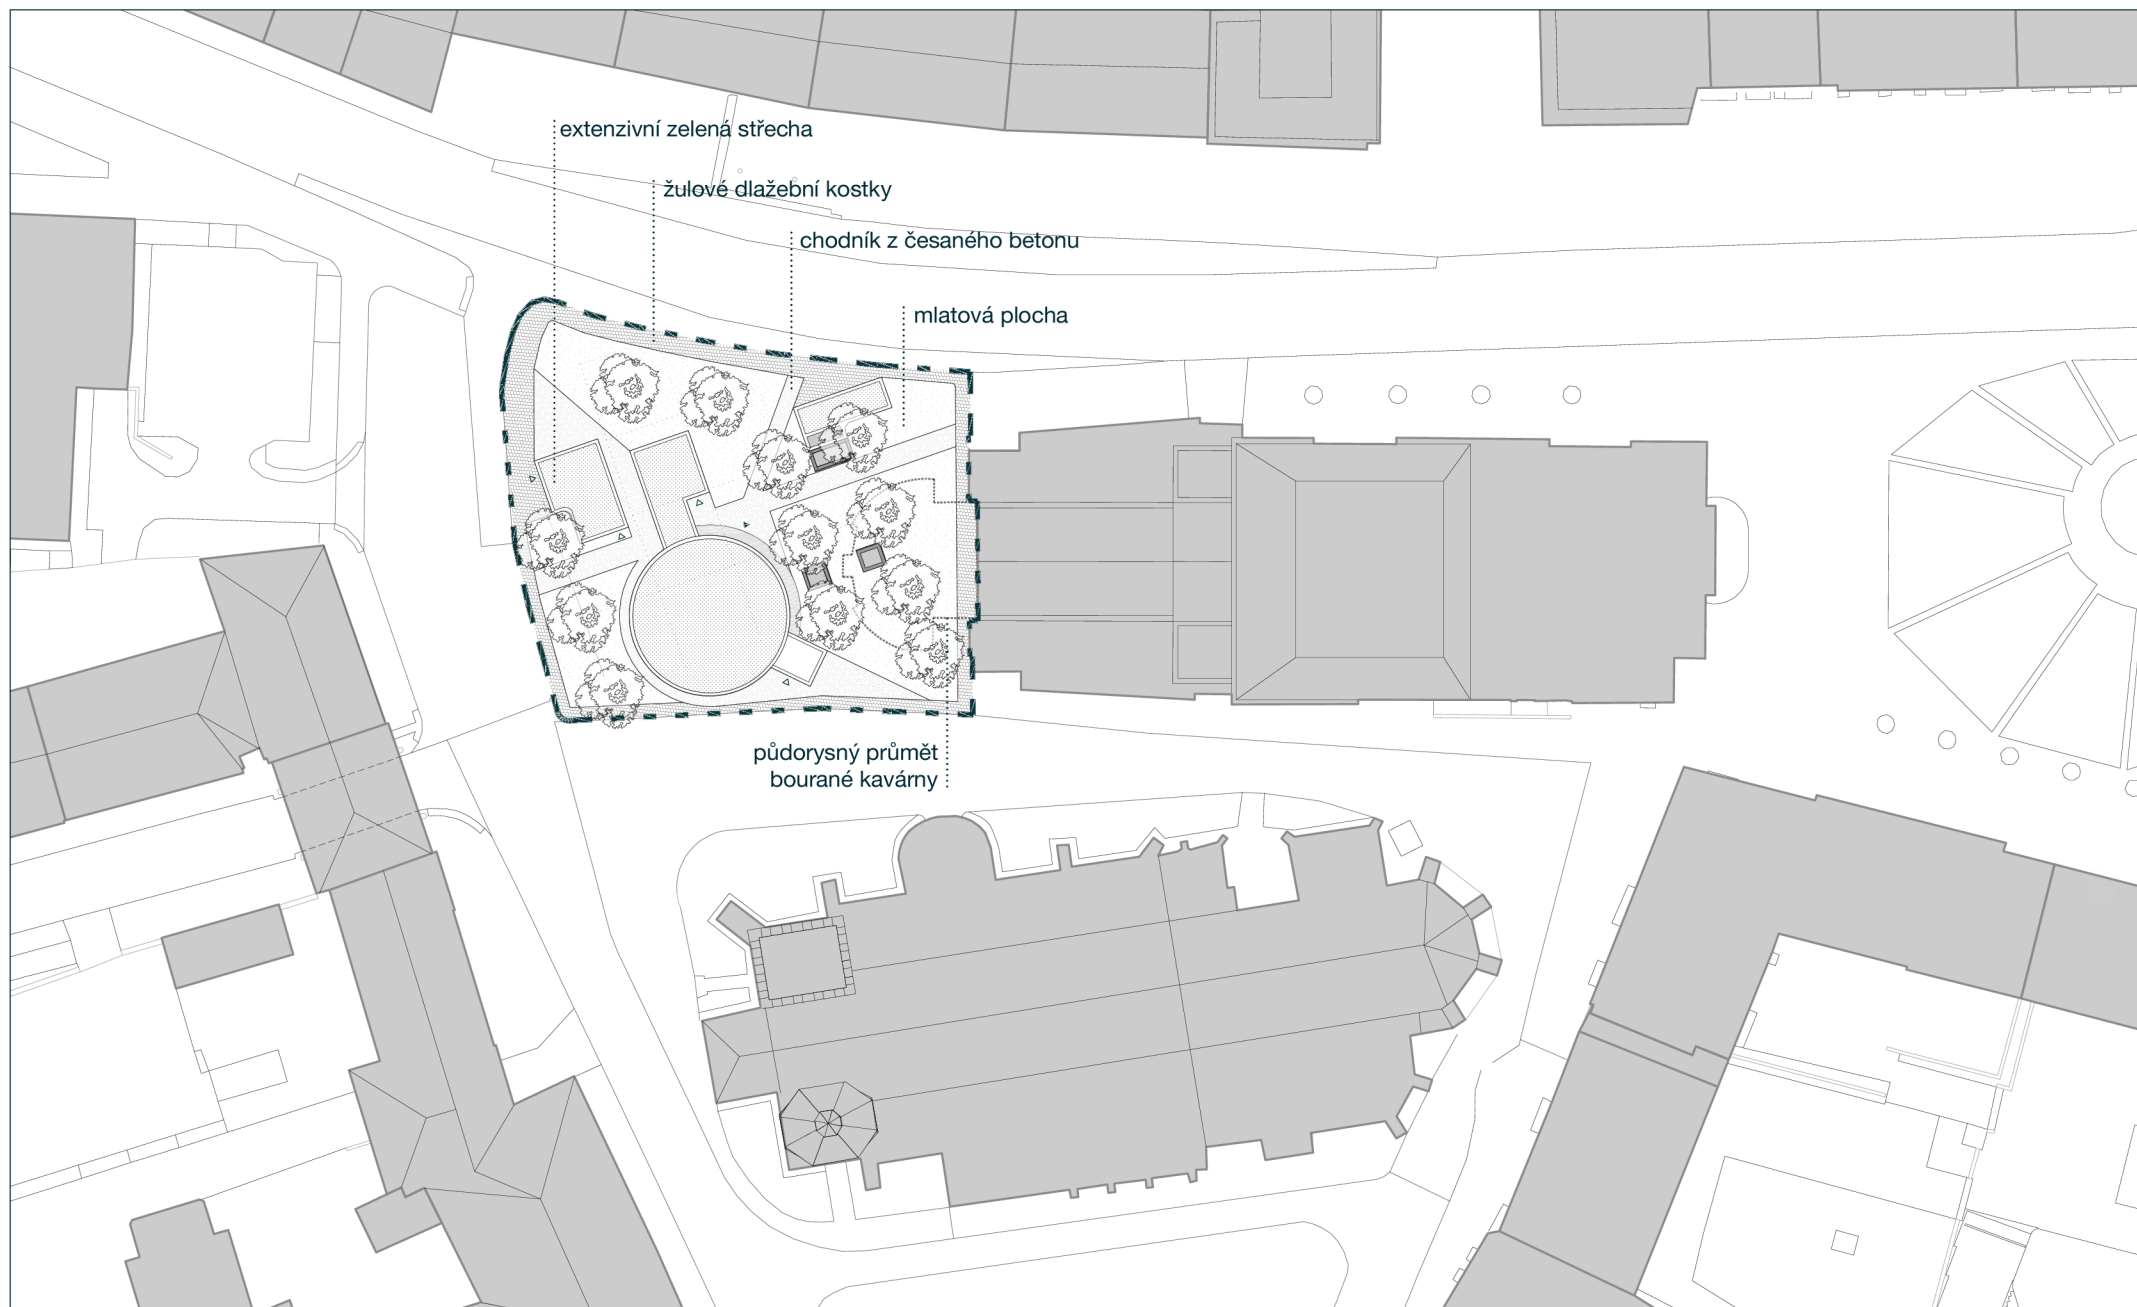 extenzivní zelená střecha
žulové dlažební kostky
chodník z česaného betonu
mlatová plocha
půdorysný průmět
bourané kavárny